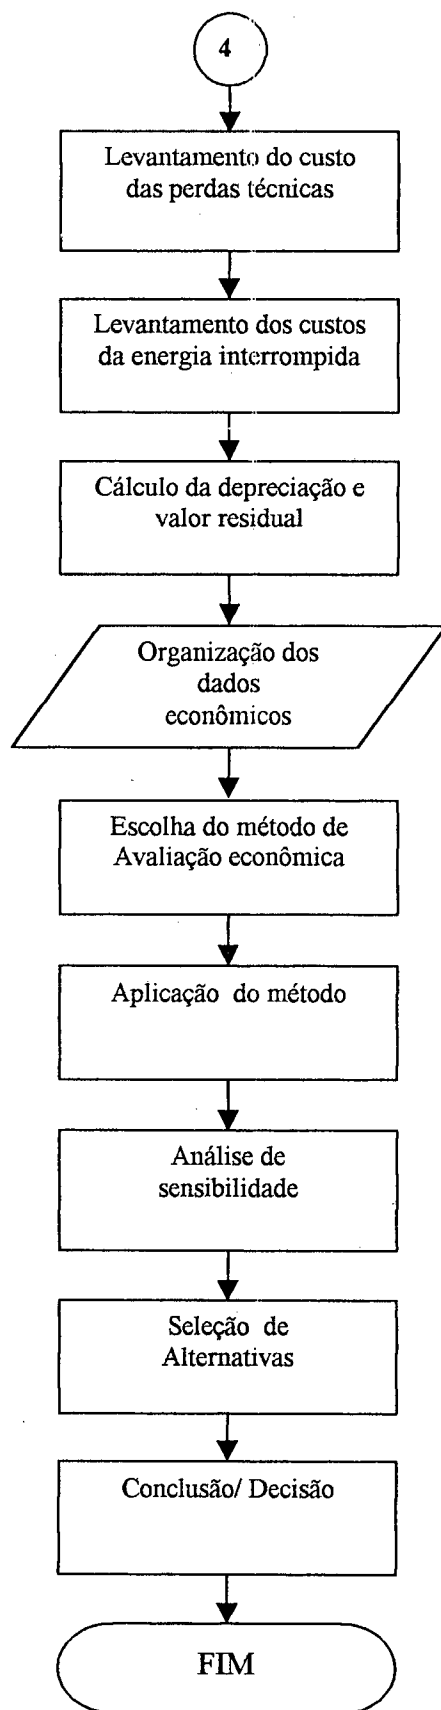 4
Levantamento do custo
das perdas técnicas
Levantamento dos custos
da energia interrompida
Cálculo da depreciação e
valor residual
Organização dos
dados
econômicos
Escolha do método de
Avaliação econômica
Aplicação do método
Análise de
sensibilidade
Seleção de
Alternativas
Conclusão/ Decisão
FIM